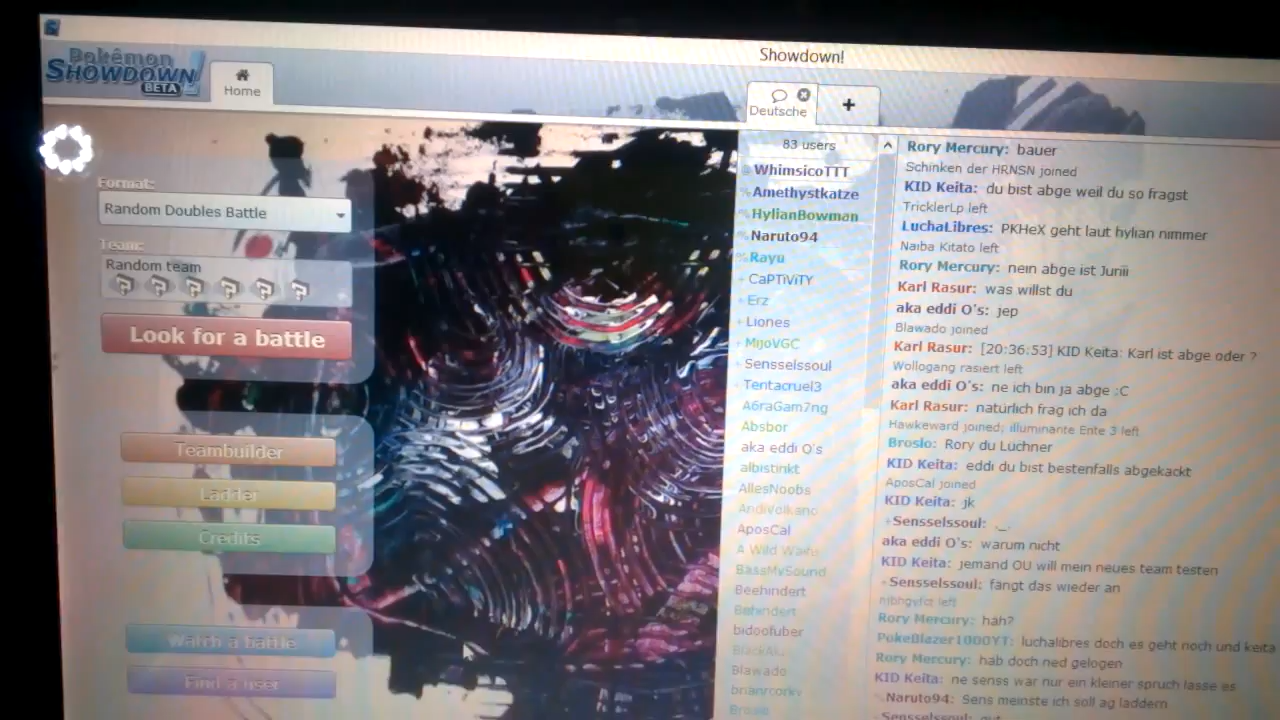 Showdown!
Pokémon
SHOWDOWN!
BETA
Home
Deutsche
+
Format:
Random Doubles Battle
Team:
Random team
Look for a battle
Teambuilder
Ladder
Credits
Watch a battle
Find a user
83 users
WhimsicoTTT
Amethystkatze
HylianBowman
%Naruto94
%Rayu
+ CaPTiViTY
+ Erz
+ Liones
+ MijoVGC
+ Sensselssoul
+ Tentacruel3
A6raGam7ng
Absbor
aka eddi O's
albistinkt
AllesNoobs
AndiVolkano
AposCal
A Wild Waifu
BassMySound
Beehindert
Behindert
bidoofuber
Blawado
brianrcorky
Broslo
Rory Mercury: bauer
Schinken der HRNSN joined
KID Keita: du bist abge weil du so fragst
TricklerLp left
LuchaLibres: PKHeX geht laut hylian nimmer
Naiba Kitato left
Rory Mercury: nein abge ist Juriii
Karl Rasur: was willst du
aka eddi O's: jep
Blawado joined
Karl Rasur: [20:36:53] KID Keita: Karl ist abge oder ?
Wollogang rasiert left
aka eddi O's: ne ich bin ja abge :C
Karl Rasur: natürlich frag ich da
Hawkeward joined; illuminante Ente 3 left
Broslo: Rory du Lüchner
KID Keita: eddi du bist bestenfalls abgekackt
AposCal joined
KID Keita: jk
+Sensselssoul: ._.
aka eddi O's: warum nicht
KID Keita: jemand OU will mein neues team testen
+Sensselssoul: fängt das wieder an
left
Rory Mercury: häh?
PokeBlazer1000YT: luchalibres doch es geht noch und keita
Rory Mercury: hab doch ned gelogen
KID Keita: ne senss war nur ein kleiner spruch lasse es
%Naruto94: Sens meinste ich soll ag laddern
+Sensselssoul: gut